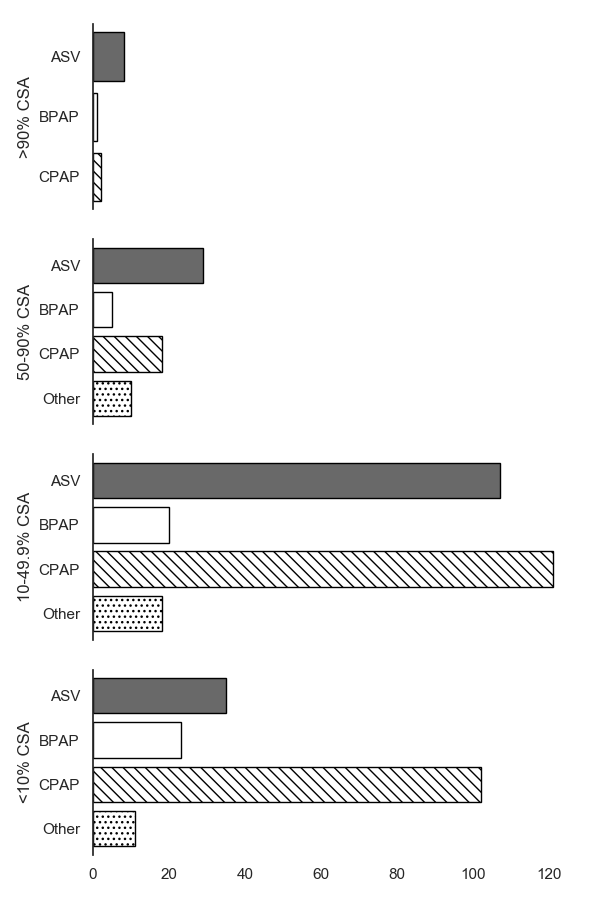 >90% CSA
ASV
BPAP
CPAP
50-90% CSA
ASV
BPAP
CPAP
Other
10-49.9% CSA
ASV
BPAP
CPAP
Other
<10% CSA
ASV
BPAP
CPAP
Other
0 20 40 60 80 100 120